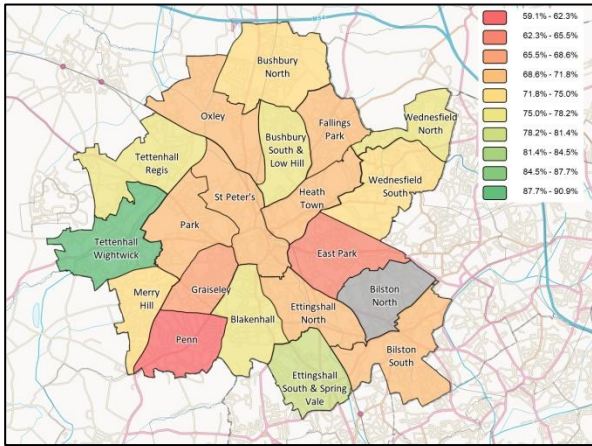 59.1% - 62.3%
62.3% - 65.5%
65.5% - 68.6%
68.6% - 71.8%
71.8% - 75.0%
75.0% - 78.2%
78.2% - 81.4%
81.4% - 84.5%
84.5% - 87.7%
87.7% - 90.9%
Bushbury
North
Oxley
Bushbury
South &
Low Hill
Fallings
Park
Wednesfield
North
Tettenhall
Regis
Wednesfield
South
St Peter's
Heath
Town
Park
Tettenhall
Wightwick
East Park
Merry
Hill
Graiseley
Bilston
North
Ettingshall
North
Penn
Blakenhall
Bilston
South
Ettingshall
South & Spring
Vale